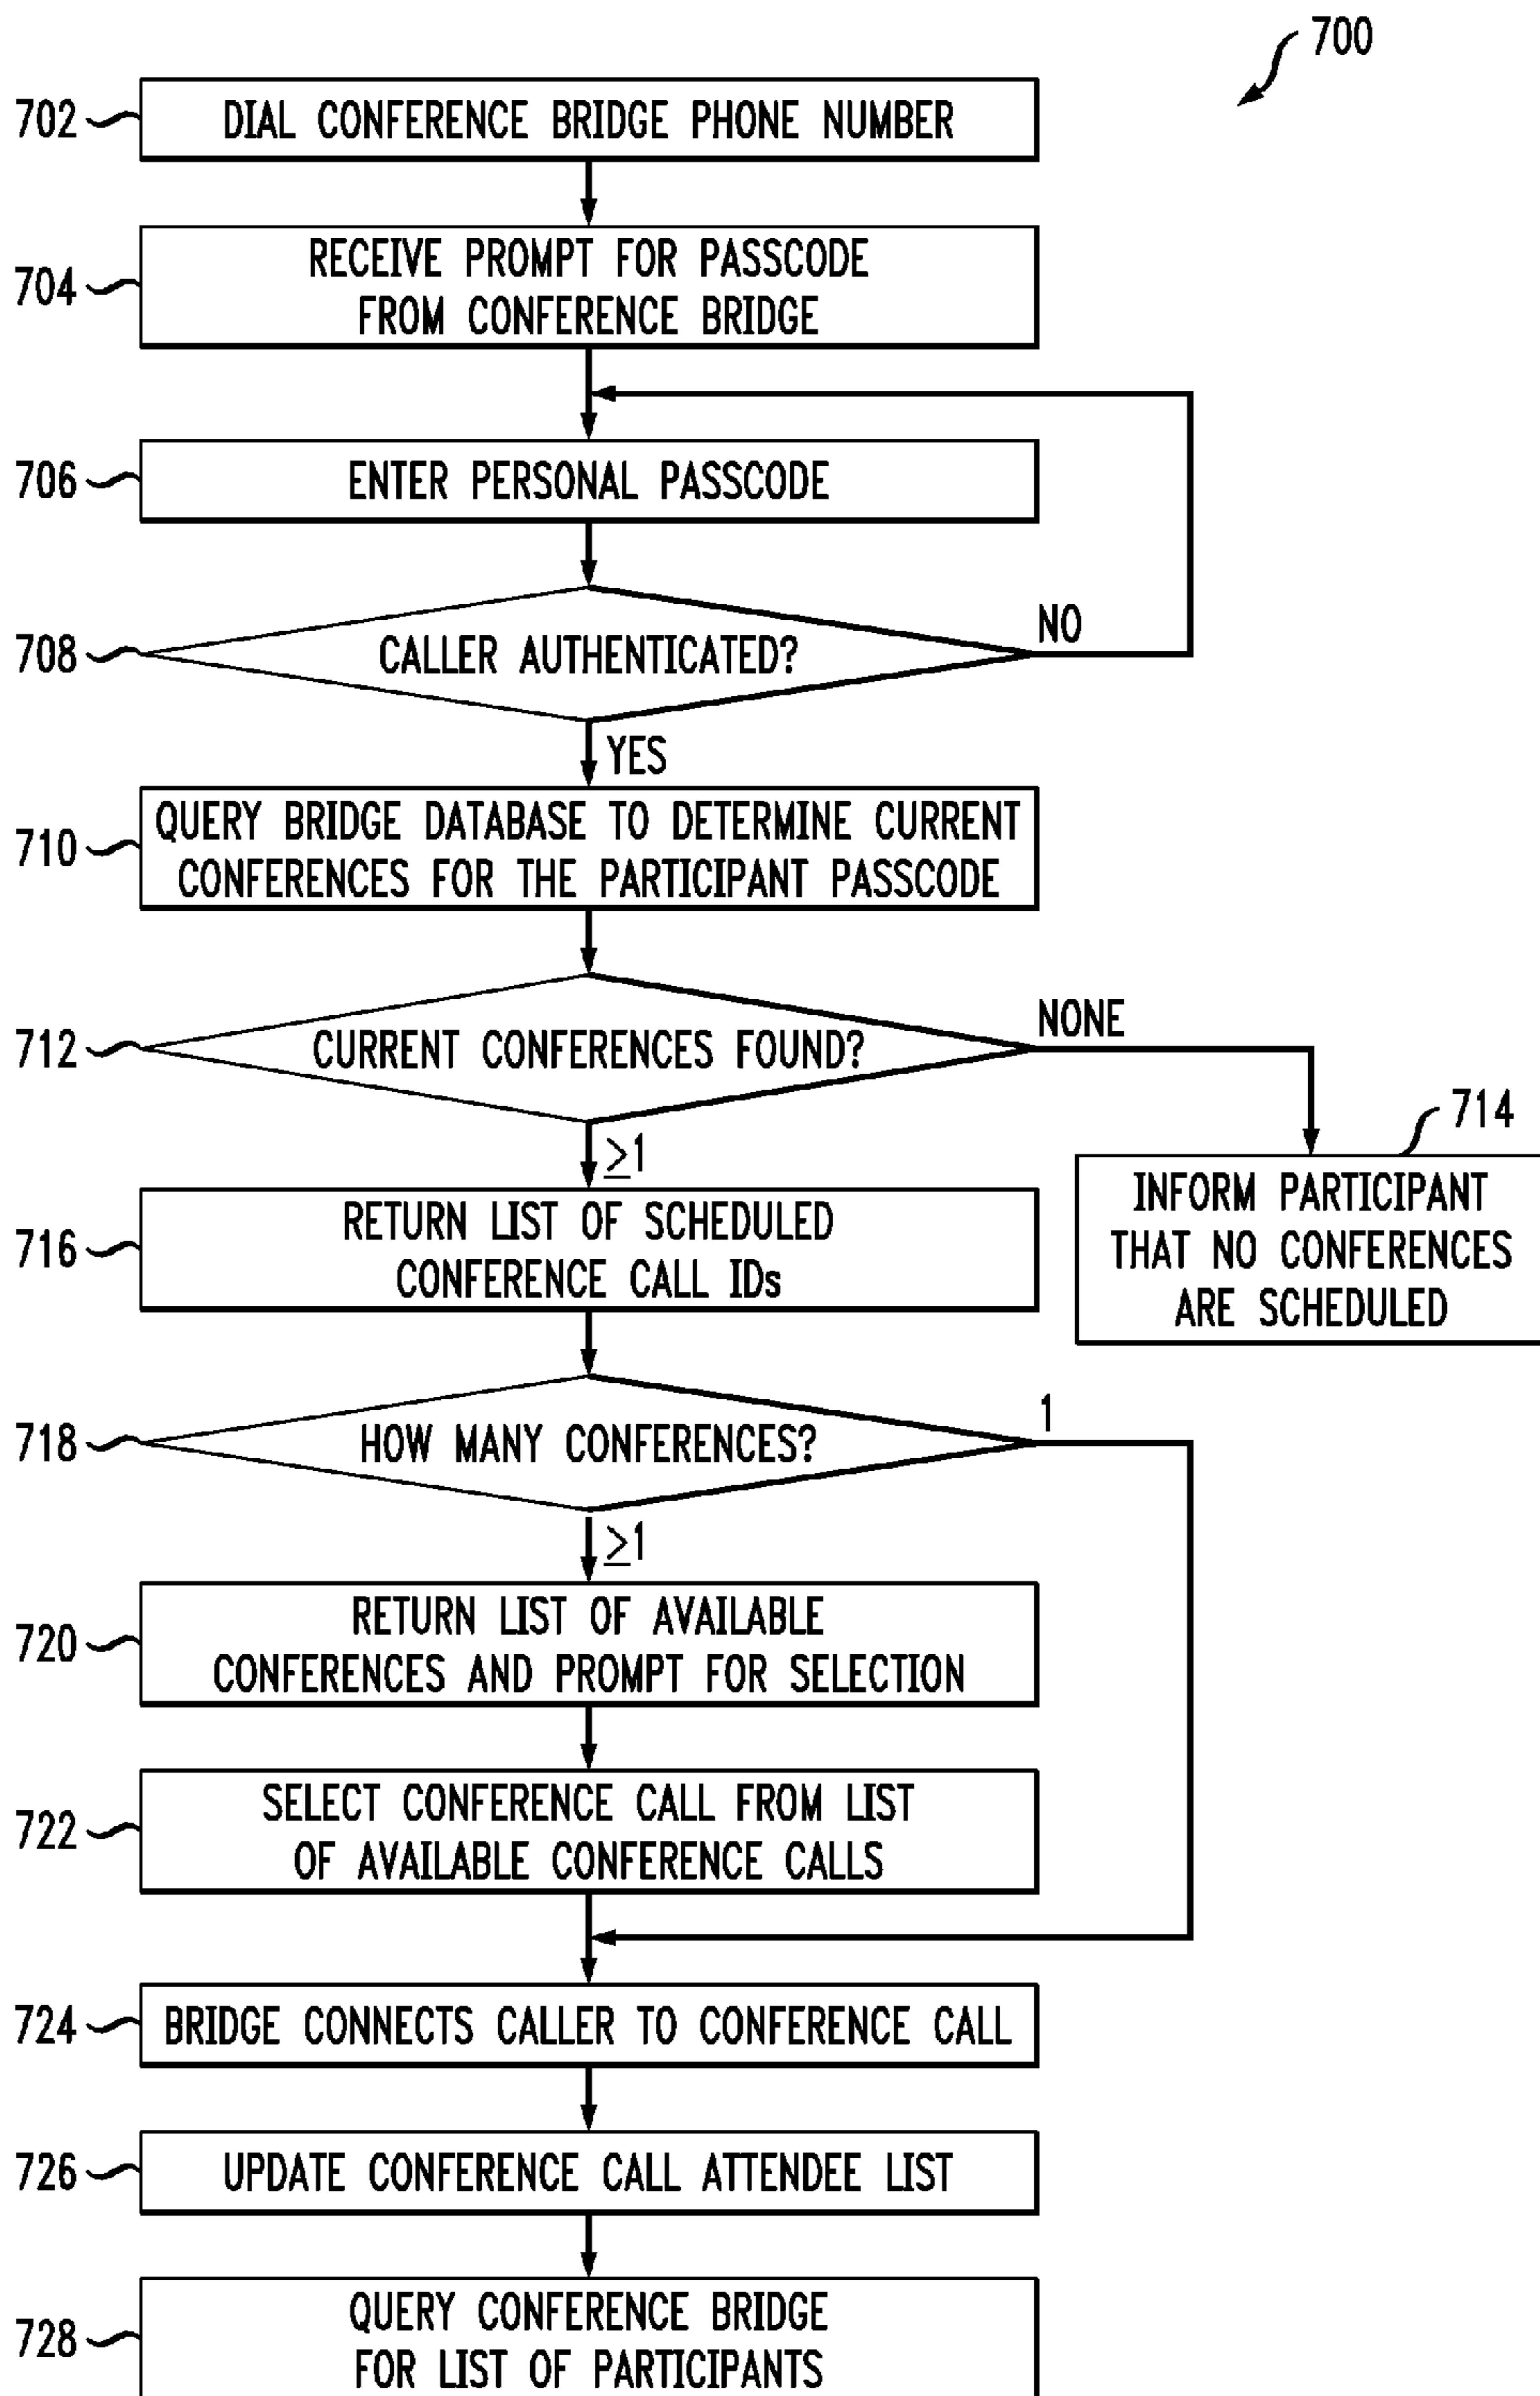 700
702
DIAL CONFERENCE BRIDGE PHONE NUMBER
704
RECEIVE PROMPT FOR PASSCODE
FROM CONFERENCE BRIDGE
706
ENTER PERSONAL PASSCODE
708
CALLER AUTHENTICATED?
NO
YES
710
QUERY BRIDGE DATABASE TO DETERMINE CURRENT
CONFERENCES FOR THE PARTICIPANT PASSCODE
712
CURRENT CONFERENCES FOUND?
NONE
≥1
714
INFORM PARTICIPANT
THAT NO CONFERENCES
ARE SCHEDULED
716
RETURN LIST OF SCHEDULED
CONFERENCE CALL IDs
718
HOW MANY CONFERENCES?
1
≥1
720
RETURN LIST OF AVAILABLE
CONFERENCES AND PROMPT FOR SELECTION
722
SELECT CONFERENCE CALL FROM LIST
OF AVAILABLE CONFERENCE CALLS
724
BRIDGE CONNECTS CALLER TO CONFERENCE CALL
726
UPDATE CONFERENCE CALL ATTENDEE LIST
728
QUERY CONFERENCE BRIDGE
FOR LIST OF PARTICIPANTS